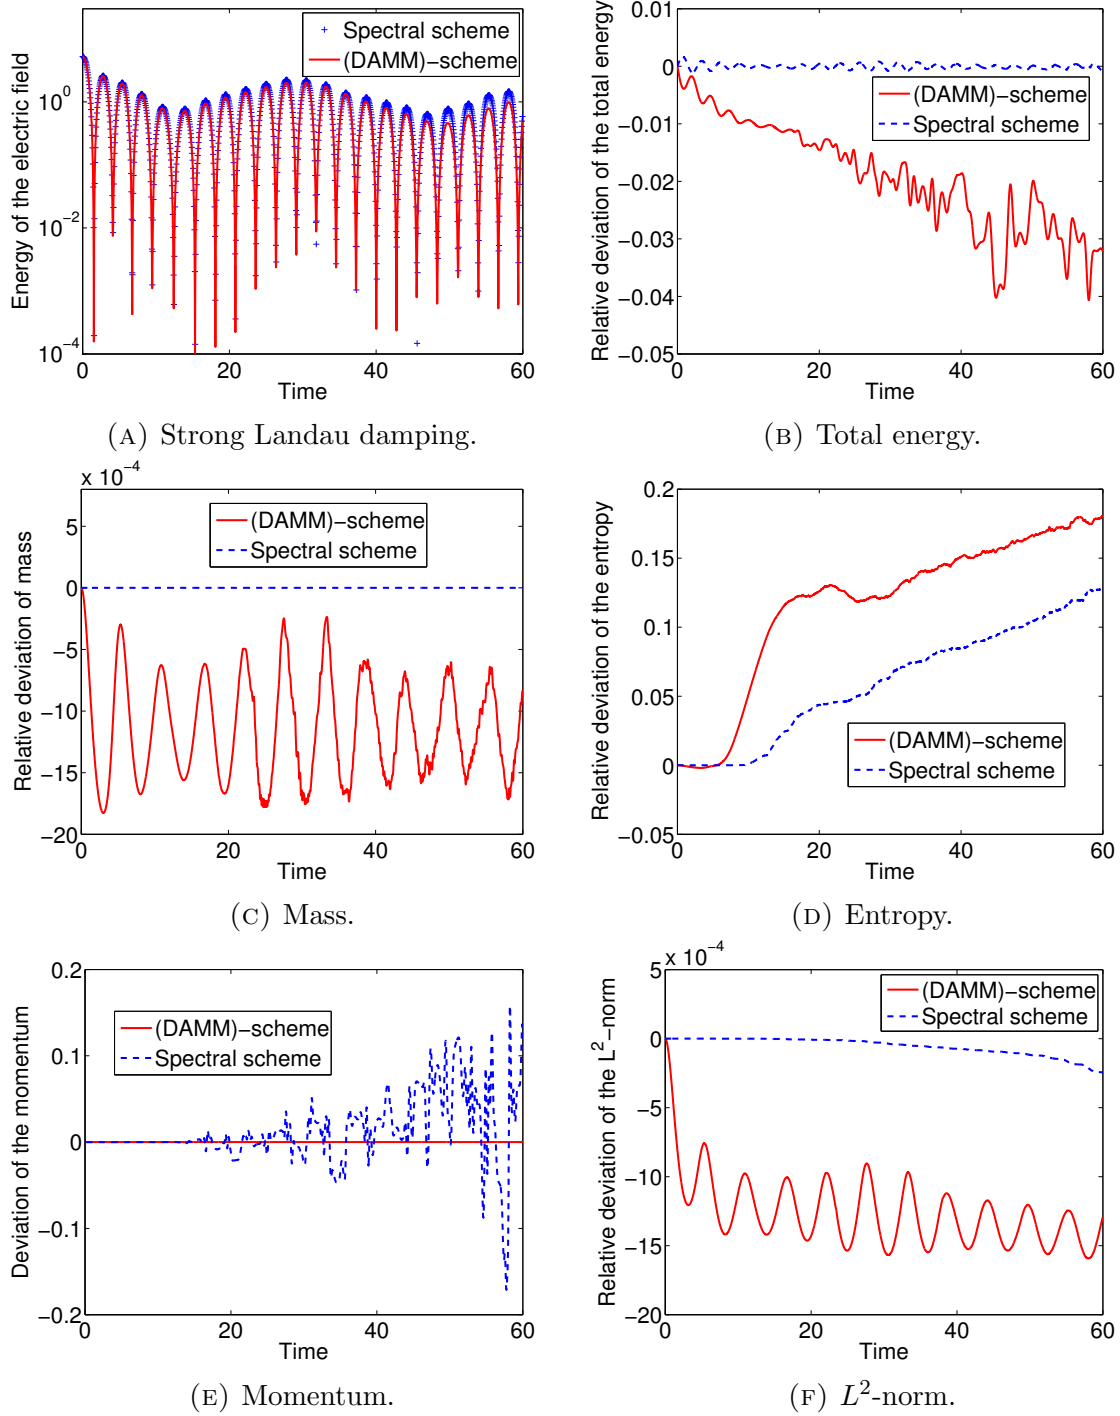 Energy of the electric field
10^0
10^−2
10^−4
+ Spectral scheme
(DAMM)−scheme
0 20 40 60
Time
(A) Strong Landau damping.
Relative deviation of the total energy
0.01
0
−0.01
−0.02
−0.03
−0.04
−0.05
(DAMM)−scheme
Spectral scheme
0 20 40 60
Time
(B) Total energy.
x 10^−4
Relative deviation of mass
5
0
−5
−10
−15
−20
(DAMM)−scheme
Spectral scheme
0 20 40 60
Time
(C) Mass.
Relative deviation of the entropy
0.2
0.15
0.1
0.05
0
−0.05
(DAMM)−scheme
Spectral scheme
0 20 40 60
Time
(D) Entropy.
Deviation of the momentum
0.2
0.1
0
−0.1
−0.2
(DAMM)−scheme
Spectral scheme
0 20 40 60
Time
(E) Momentum.
x 10^−4
Relative deviation of the L^2−norm
5
0
−5
−10
−15
−20
(DAMM)−scheme
Spectral scheme
0 20 40 60
Time
(F) L^2-norm.